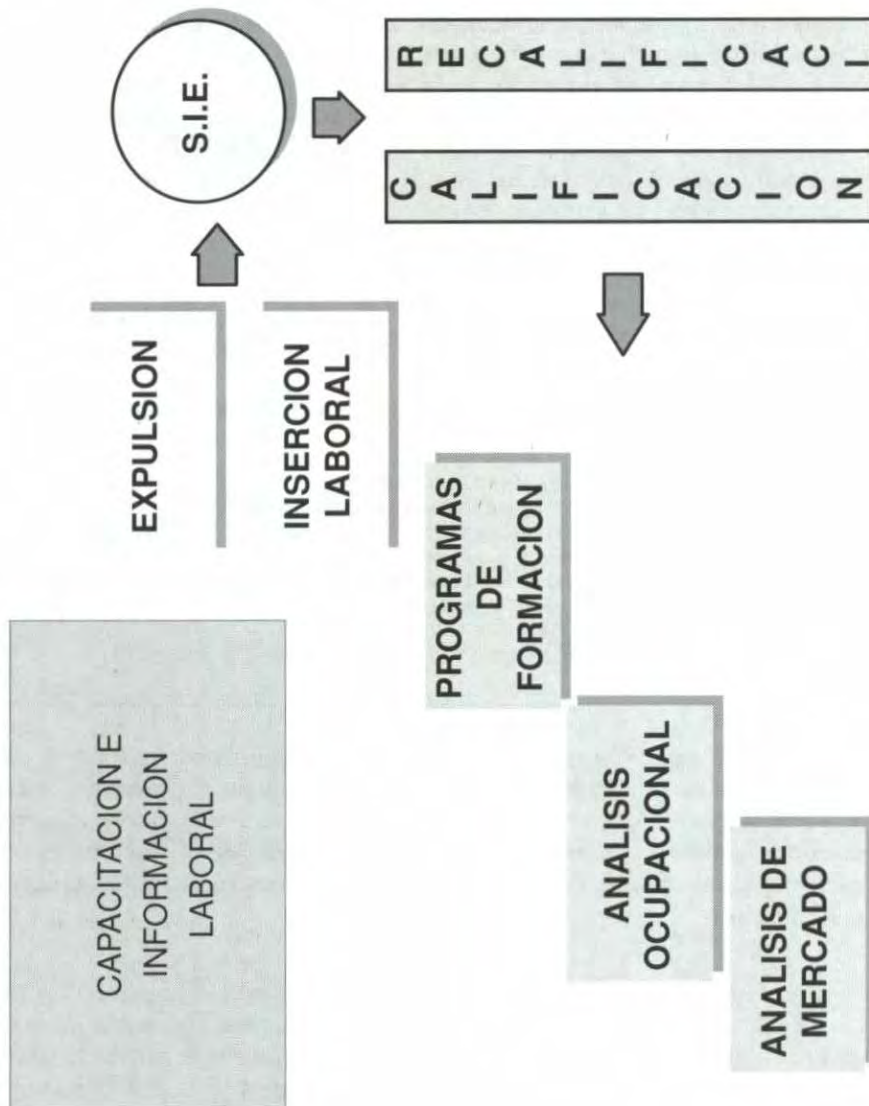 CAPACITACION E
INFORMACION
LABORAL
EXPULSION
S.I.E.
INSERCION
LABORAL
PROGRAMAS
DE
FORMACION
CALIFICACION
RECALIFICACI
ANALISIS
OCUPACIONAL
ANALISIS DE
MERCADO